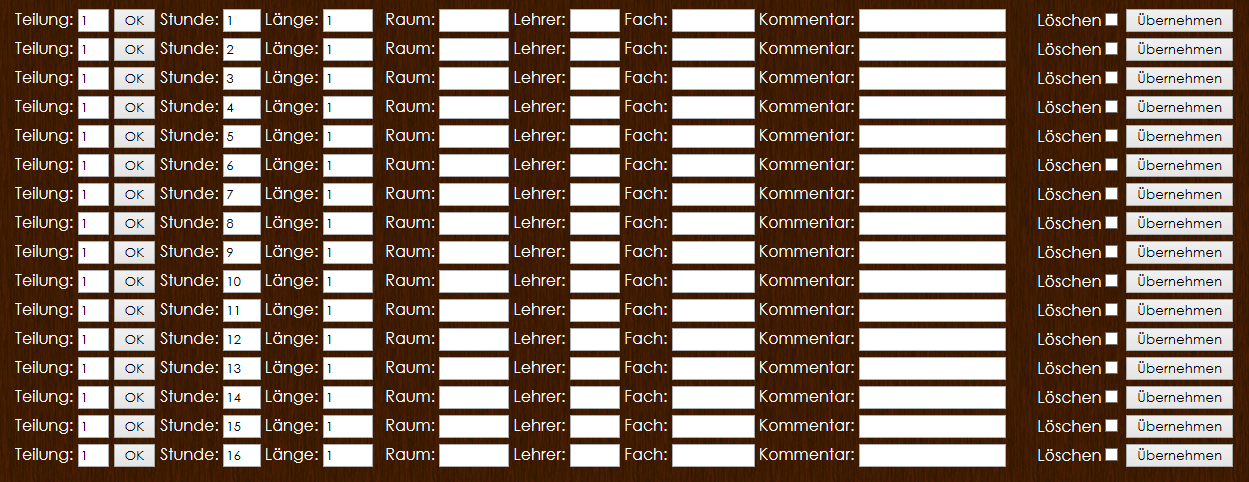 Teilung: 1 OK Stunde: 1 Länge: 1 Raum: Lehrer: Fach: Kommentar: Löschen Übernehmen
Teilung: 1 OK Stunde: 2 Länge: 1 Raum: Lehrer: Fach: Kommentar: Löschen Übernehmen
Teilung: 1 OK Stunde: 3 Länge: 1 Raum: Lehrer: Fach: Kommentar: Löschen Übernehmen
Teilung: 1 OK Stunde: 4 Länge: 1 Raum: Lehrer: Fach: Kommentar: Löschen Übernehmen
Teilung: 1 OK Stunde: 5 Länge: 1 Raum: Lehrer: Fach: Kommentar: Löschen Übernehmen
Teilung: 1 OK Stunde: 6 Länge: 1 Raum: Lehrer: Fach: Kommentar: Löschen Übernehmen
Teilung: 1 OK Stunde: 7 Länge: 1 Raum: Lehrer: Fach: Kommentar: Löschen Übernehmen
Teilung: 1 OK Stunde: 8 Länge: 1 Raum: Lehrer: Fach: Kommentar: Löschen Übernehmen
Teilung: 1 OK Stunde: 9 Länge: 1 Raum: Lehrer: Fach: Kommentar: Löschen Übernehmen
Teilung: 1 OK Stunde: 10 Länge: 1 Raum: Lehrer: Fach: Kommentar: Löschen Übernehmen
Teilung: 1 OK Stunde: 11 Länge: 1 Raum: Lehrer: Fach: Kommentar: Löschen Übernehmen
Teilung: 1 OK Stunde: 12 Länge: 1 Raum: Lehrer: Fach: Kommentar: Löschen Übernehmen
Teilung: 1 OK Stunde: 13 Länge: 1 Raum: Lehrer: Fach: Kommentar: Löschen Übernehmen
Teilung: 1 OK Stunde: 14 Länge: 1 Raum: Lehrer: Fach: Kommentar: Löschen Übernehmen
Teilung: 1 OK Stunde: 15 Länge: 1 Raum: Lehrer: Fach: Kommentar: Löschen Übernehmen
Teilung: 1 OK Stunde: 16 Länge: 1 Raum: Lehrer: Fach: Kommentar: Löschen Übernehmen